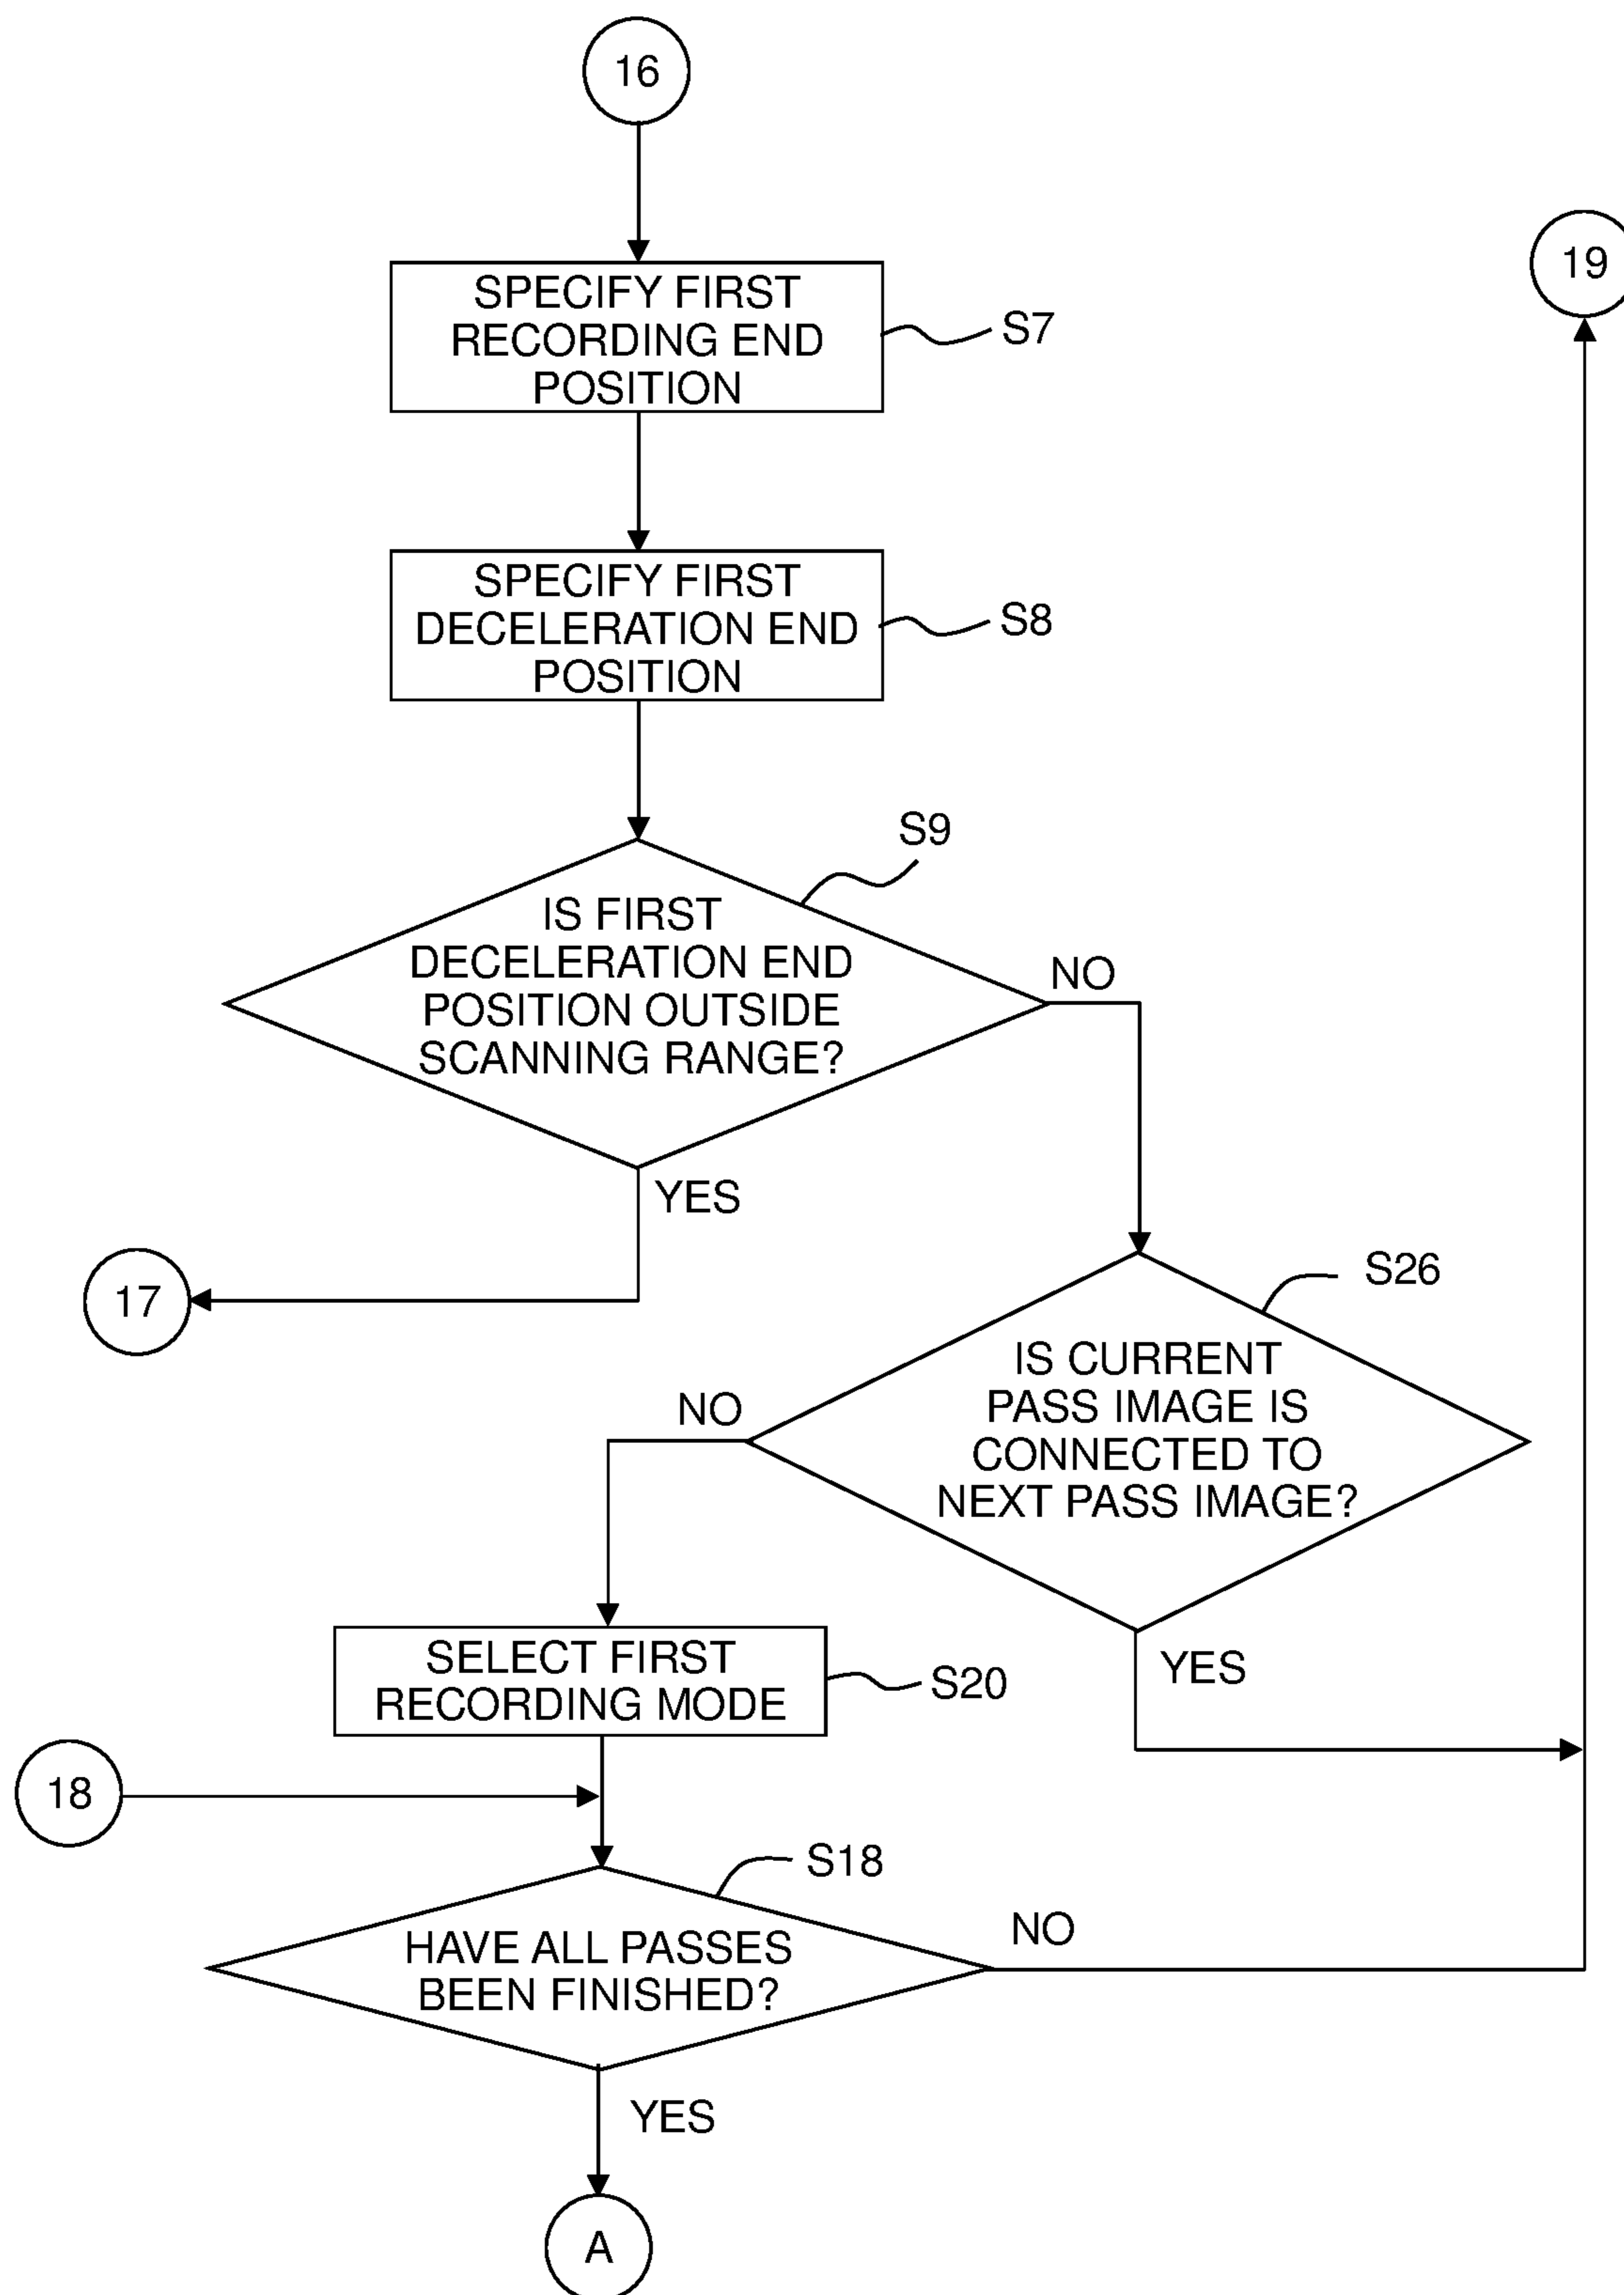 16
19
SPECIFY FIRST
RECORDING END
POSITION
S7
SPECIFY FIRST
DECELERATION END
POSITION
S8
S9
IS FIRST
DECELERATION END
POSITION OUTSIDE
SCANNING RANGE?
NO
YES
17
S26
IS CURRENT
PASS IMAGE IS
CONNECTED TO
NEXT PASS IMAGE?
NO
YES
SELECT FIRST
RECORDING MODE
S20
18
S18
HAVE ALL PASSES
BEEN FINISHED?
NO
YES
A